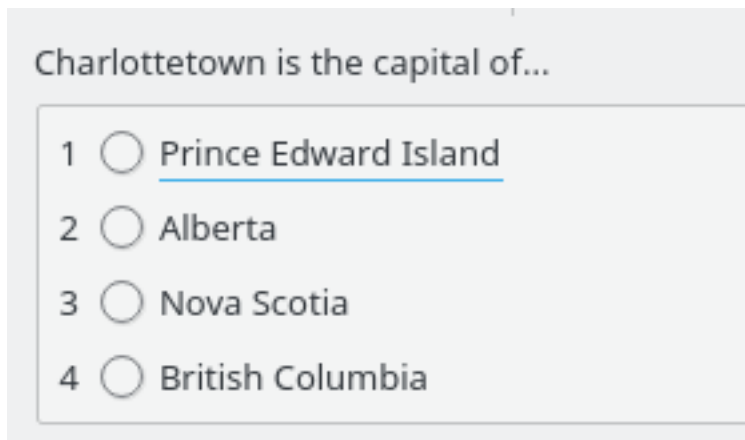 Charlottetown is the capital of...
1 Prince Edward Island
2 Alberta
3 Nova Scotia
4 British Columbia